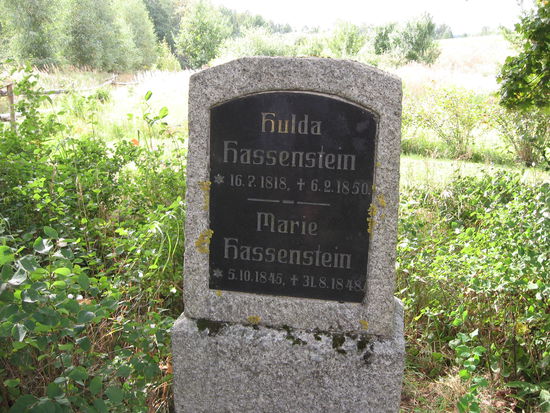 Hulda
Hassenstein
* 16.2.1818, † 6.2.1850.
Marie
Hassenstein
* 5.10.1845, † 31.8.1848.